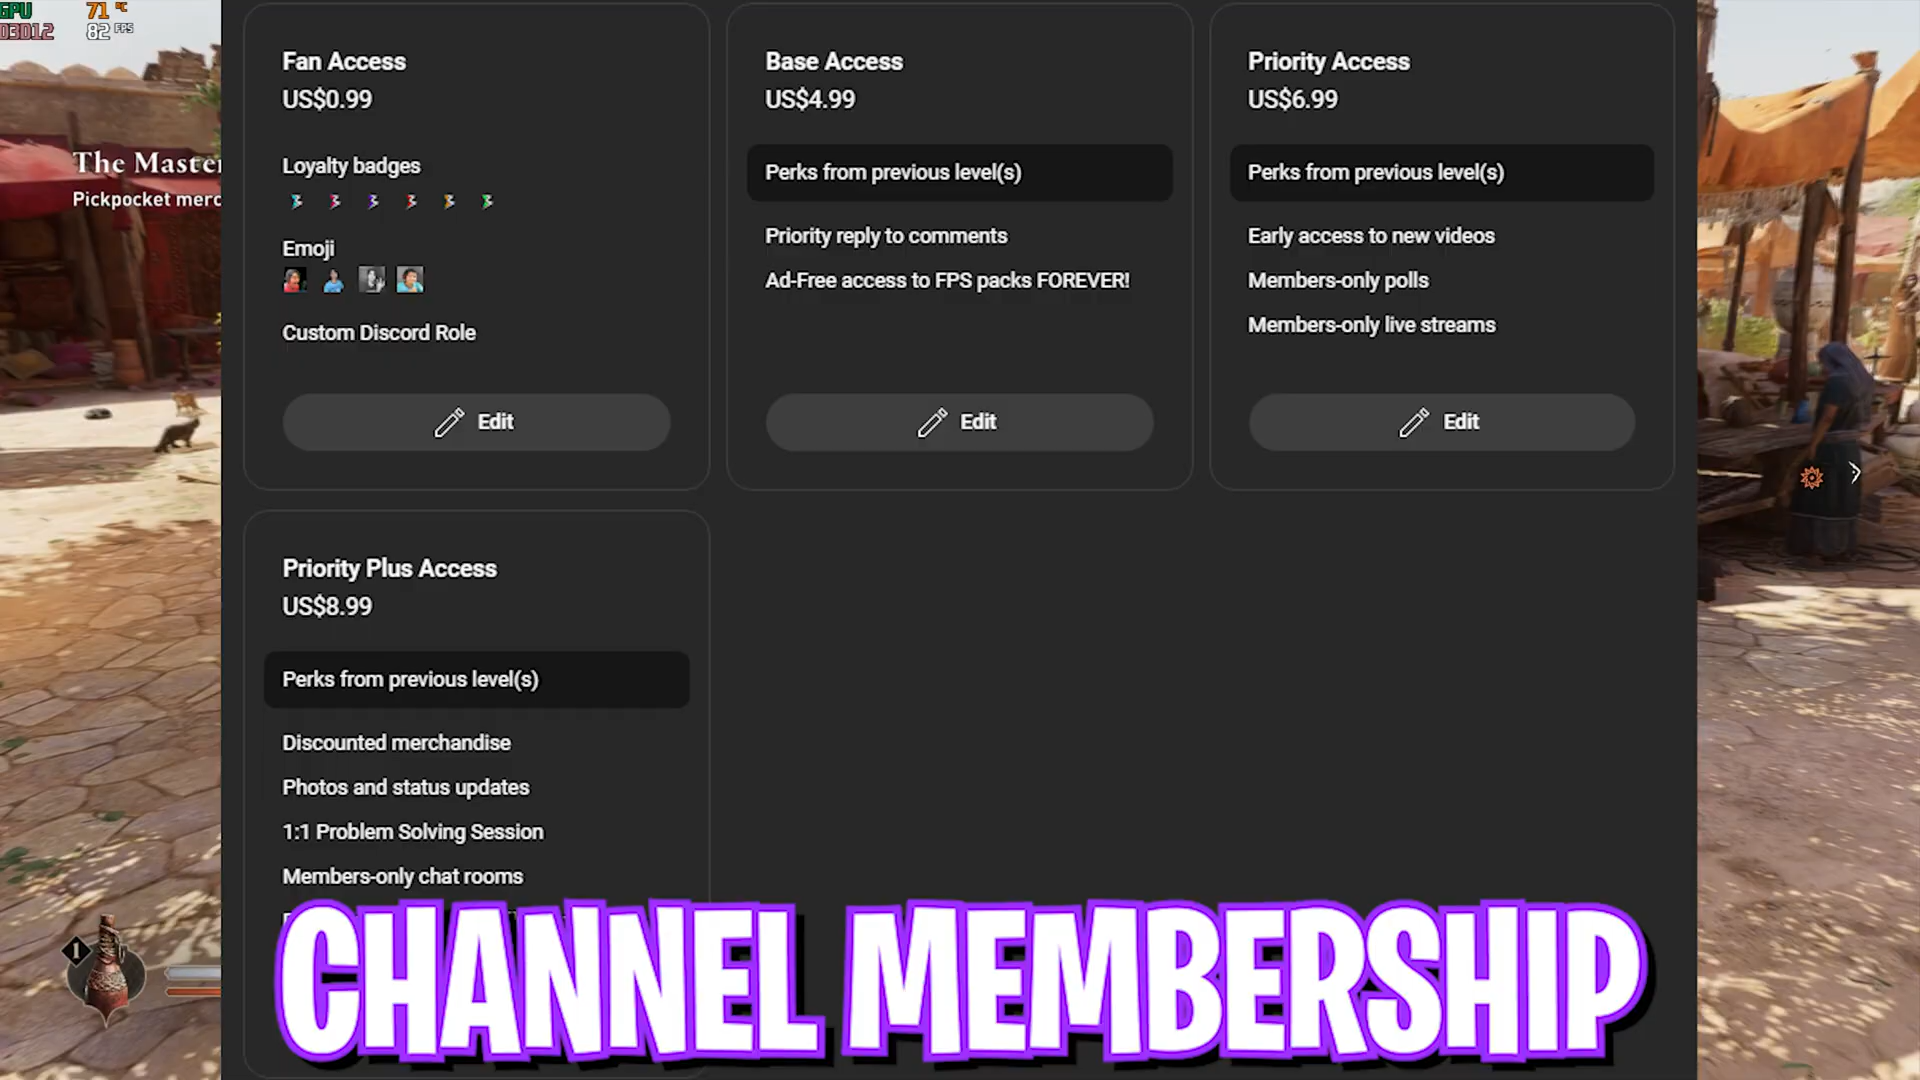 GPU 71 °C
D3D12 82 FPS
The Master
Pickpocket merc
Fan Access
US$0.99
Loyalty badges
Emoji
Custom Discord Role
Edit
Base Access
US$4.99
Perks from previous level(s)
Priority reply to comments
Ad-Free access to FPS packs FOREVER!
Edit
Priority Access
US$6.99
Perks from previous level(s)
Early access to new videos
Members-only polls
Members-only live streams
Edit
Priority Plus Access
US$8.99
Perks from previous level(s)
Discounted merchandise
Photos and status updates
1:1 Problem Solving Session
Members-only chat rooms
1
CHANNEL MEMBERSHIP